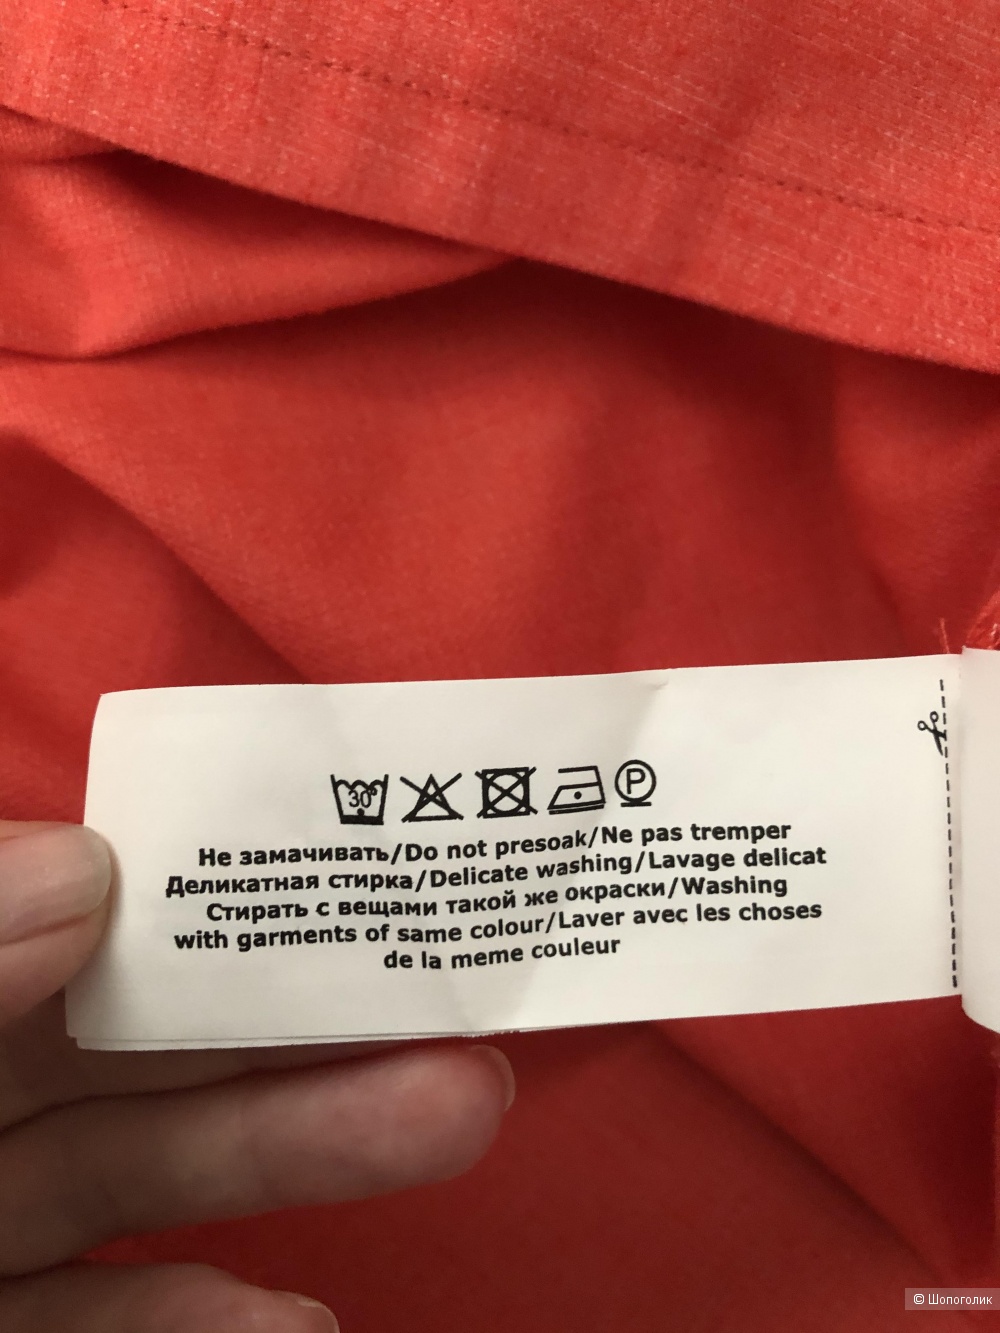 30°
P
Не замачивать/Do not presoak/Ne pas tremper
Деликатная стирка/Delicate washing/Lavage delicat
Стирать с вещами такой же окраски/Washing
with garments of same colour/Laver avec les choses
de la meme couleur
© Шопоголик